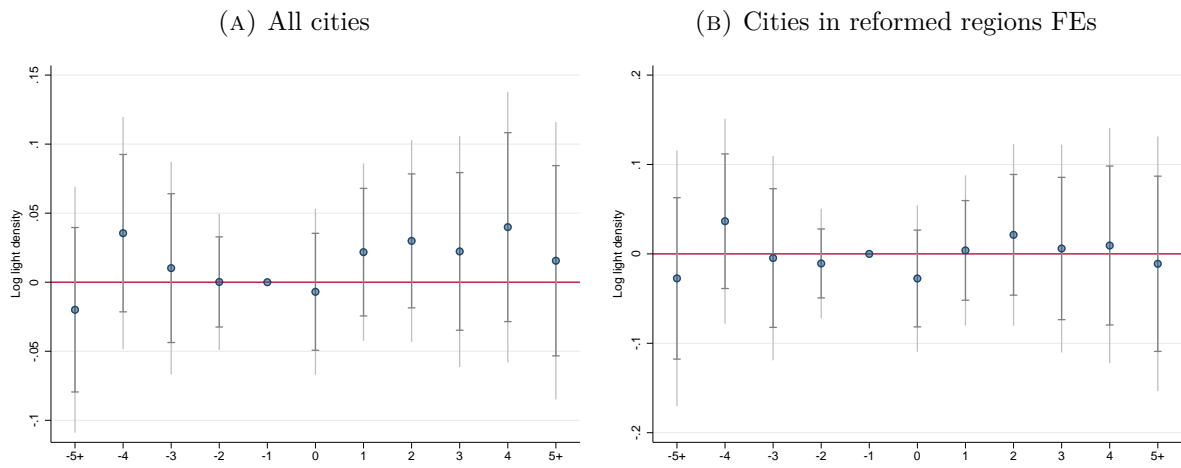 (A) All cities
.15
.1
.05
0
-.05
-.1
Log light density
-5+ -4 -3 -2 -1 0 1 2 3 4 5+
(B) Cities in reformed regions FEs
.2
.1
0
-.1
-.2
Log light density
-5+ -4 -3 -2 -1 0 1 2 3 4 5+